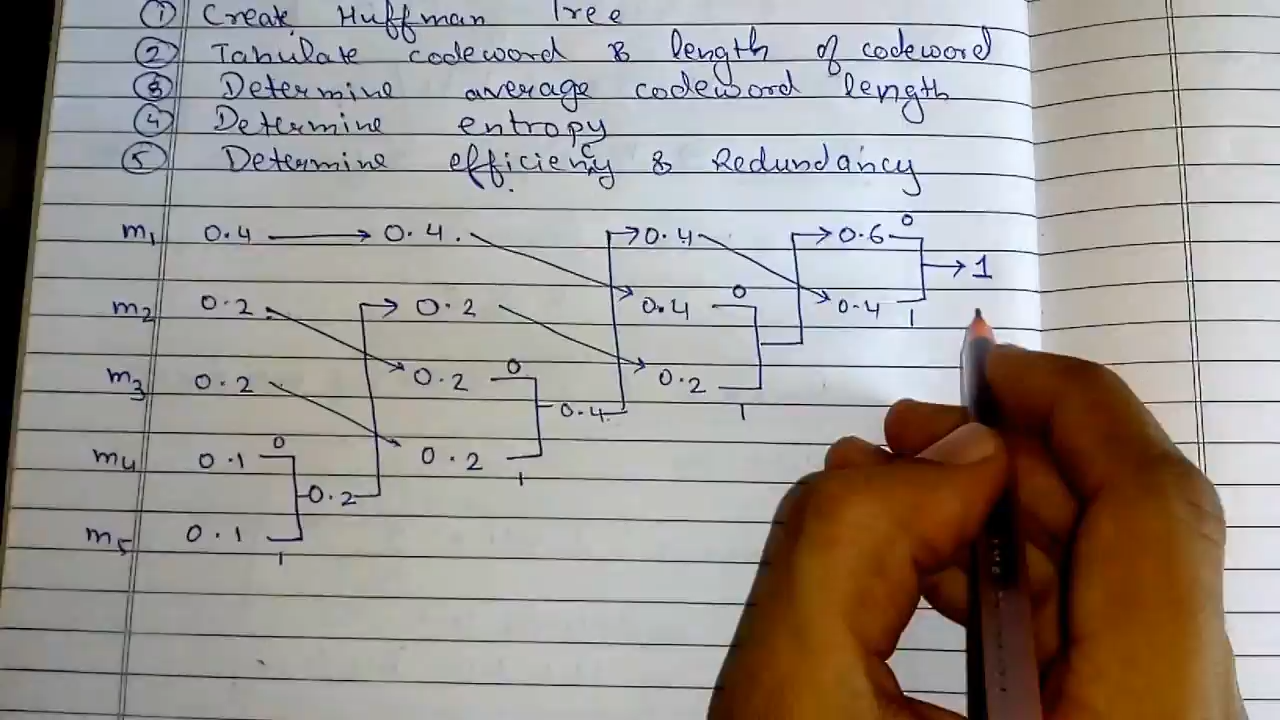 ① Create Huffman Tree
② Tabulate codeword & length of codeword
③ Determine average codeword length
④ Determine entropy
⑤ Determine efficieny & Redundancy
m1 0.4 0.4 0.4 0.6 0
1
m2 0.2 0.2 0.4 0 0.4 1
m3 0.2 0.2 0 0.2 1
0.4
m4 0.1 0 0.2 1
0.2
m5 0.1 1